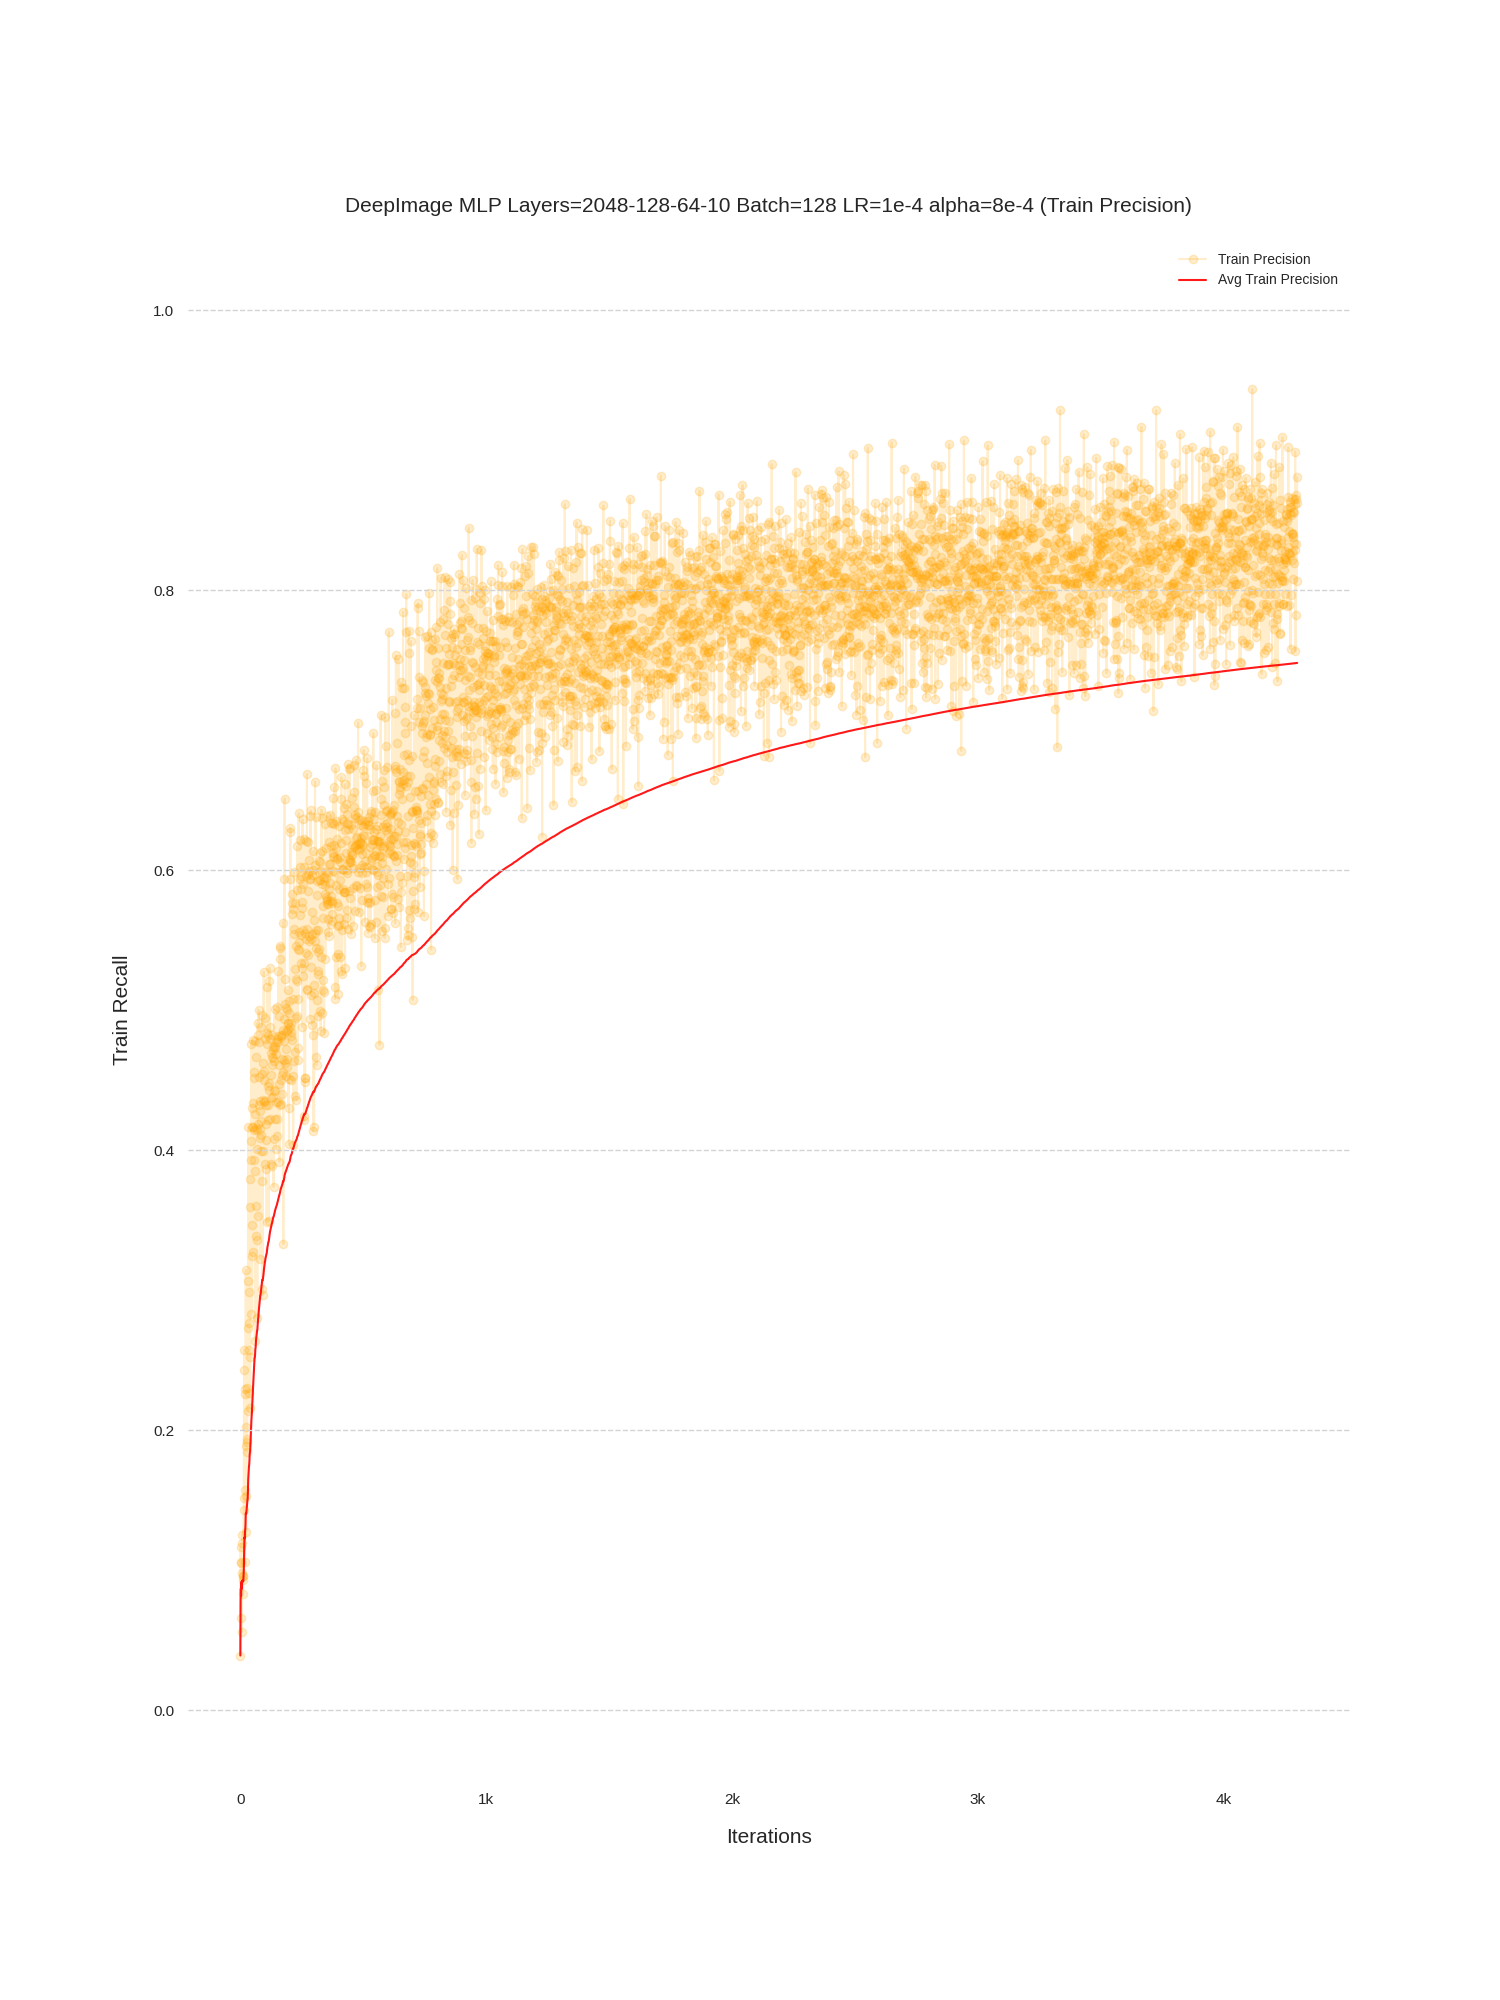 DeepImage MLP Layers=2048-128-64-10 Batch=128 LR=1e-4 alpha=8e-4 (Train Precision)
Train Precision
Avg Train Precision
1.0
0.8
0.6
0.4
0.2
0.0
Train Recall
0 1k 2k 3k 4k
Iterations